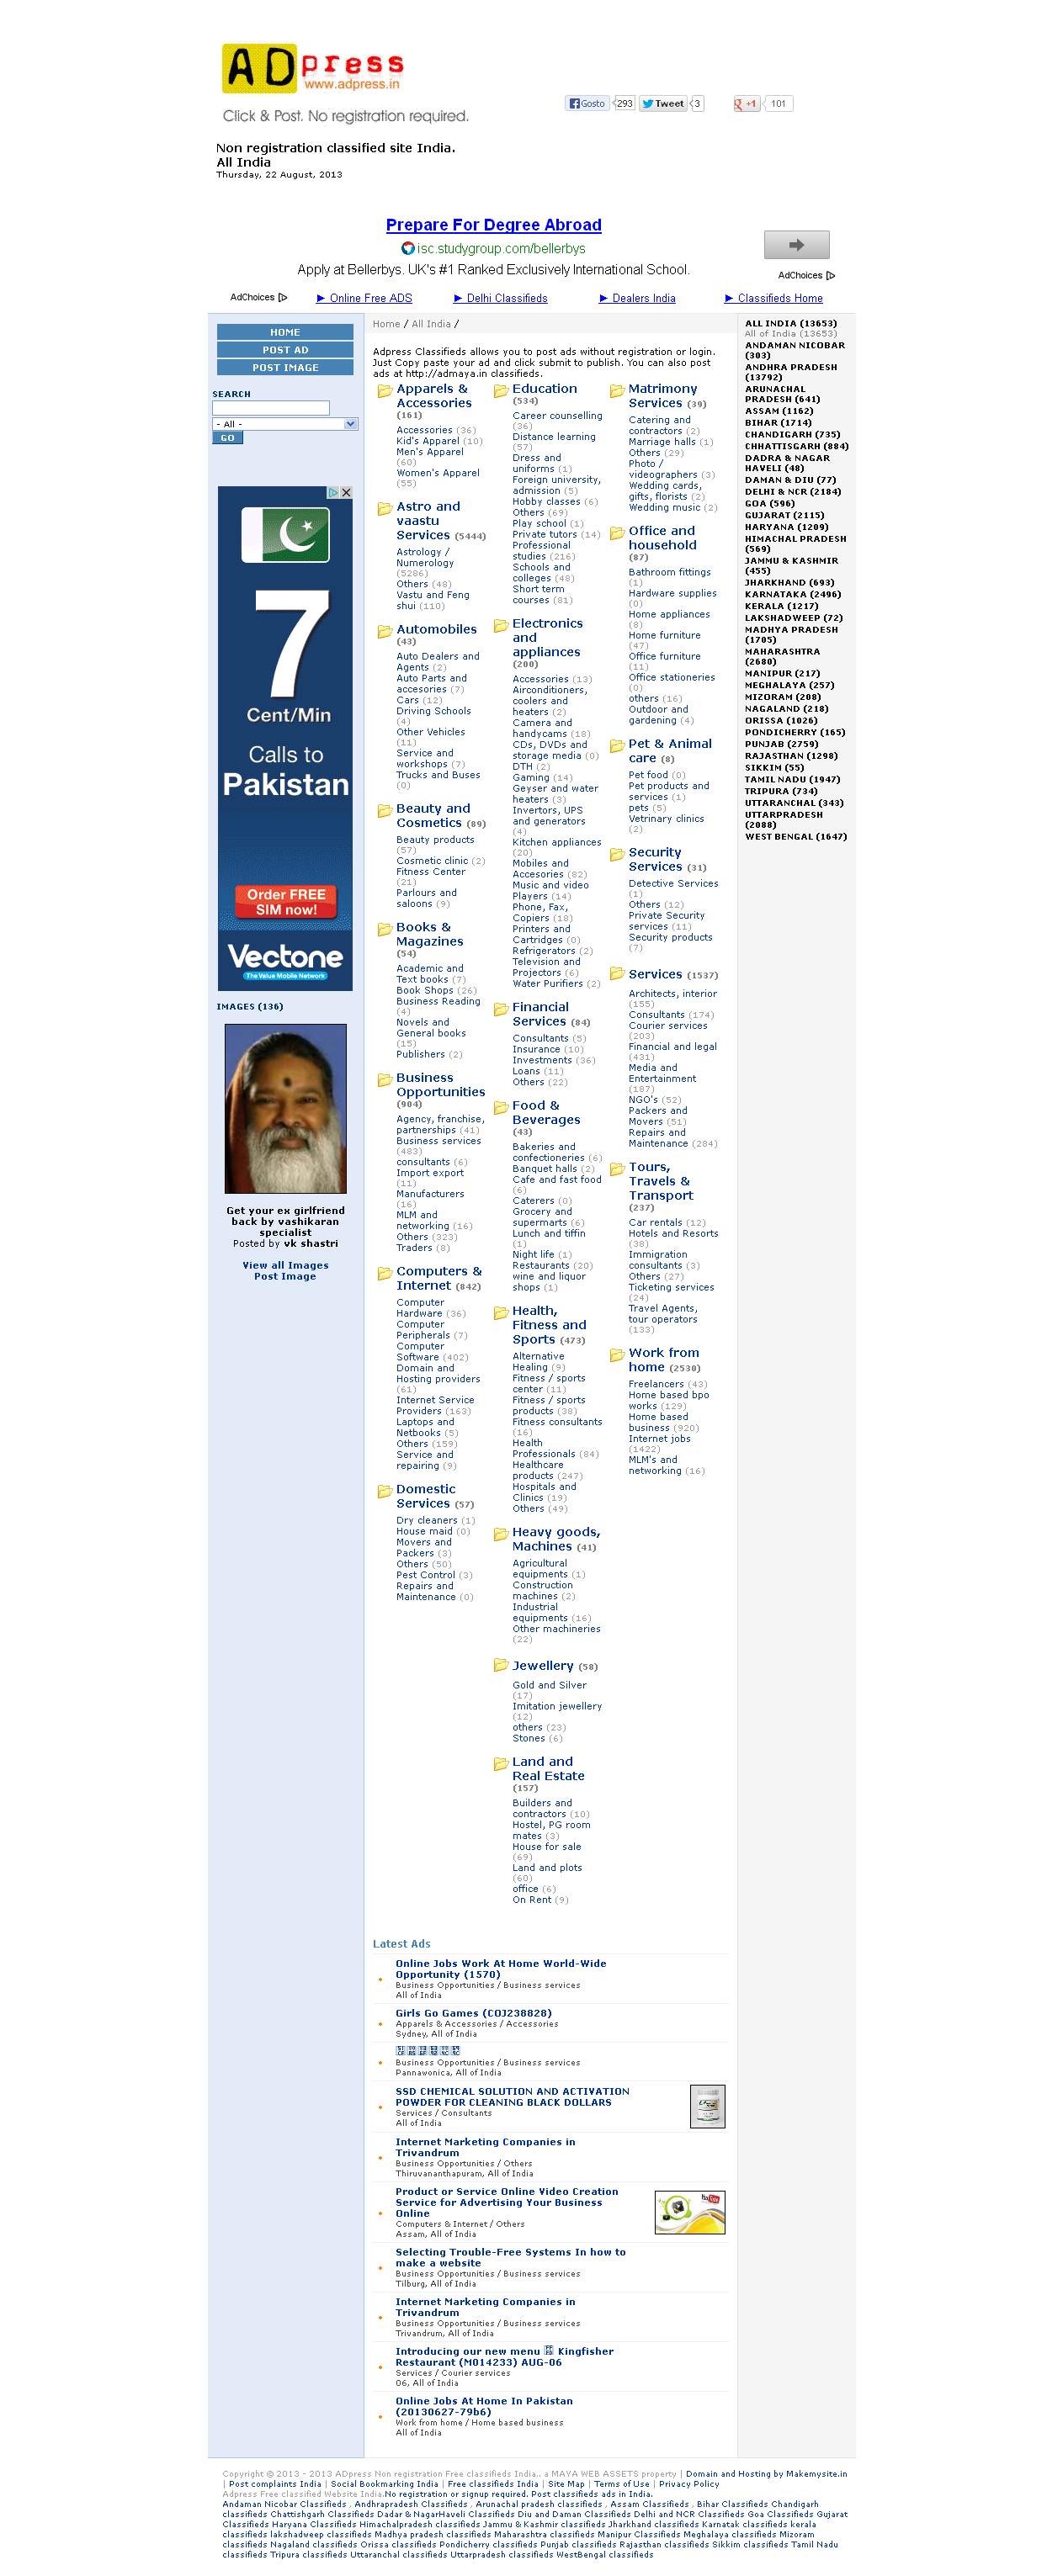 ADpress
www.adpress.in
Click & Post. No registration required.
Gosto 293 Tweet 3 +1 101
Non registration classified site India.
All India
Thursday, 22 August, 2013
Prepare For Degree Abroad
isc.studygroup.com/bellerbys
Apply at Bellerbys. UK's #1 Ranked Exclusively International School.
AdChoices
AdChoices
► Online Free ADS
► Delhi Classifieds
► Dealers India
► Classifieds Home
HOME
POST AD
POST IMAGE
SEARCH
- All -
GO
7
Cent/Min
Calls to
Pakistan
Order FREE
SIM now!
Vectone
The Value Mobile Network
IMAGES (136)
Get your ex girlfriend
back by vashikaran
specialist
Posted by vk shastri
View all Images
Post Image
Home / All India /
Adpress Classifieds allows you to post ads without registration or login.
Just Copy paste your ad and click submit to publish. You can also post
ads at http://admaya.in classifieds.
Apparels &
Accessories
(161)
Accessories (36)
Kid's Apparel (10)
Men's Apparel
(60)
Women's Apparel
(55)
Astro and
vaastu
Services (5444)
Astrology /
Numerology
(5286)
Others (48)
Vastu and Feng
shui (110)
Automobiles
(43)
Auto Dealers and
Agents (2)
Auto Parts and
accesories (7)
Cars (12)
Driving Schools
(4)
Other Vehicles
(11)
Service and
workshops (7)
Trucks and Buses
(0)
Beauty and
Cosmetics (89)
Beauty products
(57)
Cosmetic clinic (2)
Fitness Center
(21)
Parlours and
saloons (9)
Books &
Magazines
(54)
Academic and
Text books (7)
Book Shops (26)
Business Reading
(4)
Novels and
General books
(15)
Publishers (2)
Business
Opportunities
(904)
Agency, franchise,
partnerships (41)
Business services
(483)
consultants (6)
Import export
(11)
Manufacturers
(16)
MLM and
networking (16)
Others (323)
Traders (8)
Computers &
Internet (842)
Computer
Hardware (36)
Computer
Peripherals (7)
Computer
Software (402)
Domain and
Hosting providers
(61)
Internet Service
Providers (163)
Laptops and
Netbooks (5)
Others (159)
Service and
repairing (9)
Domestic
Services (57)
Dry cleaners (1)
House maid (0)
Movers and
Packers (3)
Others (50)
Pest Control (3)
Repairs and
Maintenance (0)
Education
(534)
Career counselling
(36)
Distance learning
(57)
Dress and
uniforms (1)
Foreign university,
admission (5)
Hobby classes (6)
Others (69)
Play school (1)
Private tutors (14)
Professional
studies (216)
Schools and
colleges (48)
Short term
courses (81)
Electronics
and
appliances
(200)
Accessories (13)
Airconditioners,
coolers and
heaters (2)
Camera and
handycams (18)
CDs, DVDs and
storage media (0)
DTH (2)
Gaming (14)
Geyser and water
heaters (3)
Invertors, UPS
and generators
(4)
Kitchen appliances
(20)
Mobiles and
Accesories (82)
Music and video
Players (14)
Phone, Fax,
Copiers (18)
Printers and
Cartridges (0)
Refrigerators (2)
Television and
Projectors (6)
Water Purifiers (2)
Financial
Services (84)
Consultants (5)
Insurance (10)
Investments (36)
Loans (11)
Others (22)
Food &
Beverages
(43)
Bakeries and
confectioneries (6)
Banquet halls (2)
Cafe and fast food
(6)
Caterers (0)
Grocery and
supermarts (6)
Lunch and tiffin
(1)
Night life (1)
Restaurants (20)
wine and liquor
shops (1)
Health,
Fitness and
Sports (473)
Alternative
Healing (9)
Fitness / sports
center (11)
Fitness / sports
products (38)
Fitness consultants
(16)
Health
Professionals (84)
Healthcare
products (247)
Hospitals and
Clinics (19)
Others (49)
Heavy goods,
Machines (41)
Agricultural
equipments (1)
Construction
machines (2)
Industrial
equipments (16)
Other machineries
(22)
Jewellery (58)
Gold and Silver
(17)
Imitation jewellery
(12)
others (23)
Stones (6)
Land and
Real Estate
(157)
Builders and
contractors (10)
Hostel, PG room
mates (3)
House for sale
(69)
Land and plots
(60)
office (6)
On Rent (9)
Matrimony
Services (39)
Catering and
contractors (2)
Marriage halls (1)
Others (29)
Photo /
videographers (3)
Wedding cards,
gifts, florists (2)
Wedding music (2)
Office and
household
(87)
Bathroom fittings
(1)
Hardware supplies
(0)
Home appliances
(8)
Home furniture
(47)
Office furniture
(11)
Office stationeries
(0)
others (16)
Outdoor and
gardening (4)
Pet & Animal
care (8)
Pet food (0)
Pet products and
services (1)
pets (5)
Vetrinary clinics
(2)
Security
Services (31)
Detective Services
(1)
Others (12)
Private Security
services (11)
Security products
(7)
Services (1537)
Architects, interior
(155)
Consultants (174)
Courier services
(203)
Financial and legal
(431)
Media and
Entertainment
(187)
NGO's (52)
Packers and
Movers (51)
Repairs and
Maintenance (284)
Tours,
Travels &
Transport
(237)
Car rentals (12)
Hotels and Resorts
(38)
Immigration
consultants (3)
Others (27)
Ticketing services
(24)
Travel Agents,
tour operators
(133)
Work from
home (2530)
Freelancers (43)
Home based bpo
works (129)
Home based
business (920)
Internet jobs
(1422)
MLM's and
networking (16)
Latest Ads
Online Jobs Work At Home World-Wide
Opportunity (1570)
Business Opportunities / Business services
All of India
Girls Go Games (COJ238828)
Apparels & Accessories / Accessories
Sydney, All of India
Business Opportunities / Business services
Pannawonica, All of India
SSD CHEMICAL SOLUTION AND ACTIVATION
POWDER FOR CLEANING BLACK DOLLARS
Services / Consultants
All of India
Internet Marketing Companies in
Trivandrum
Business Opportunities / Others
Thiruvananthapuram, All of India
Product or Service Online Video Creation
Service for Advertising Your Business
Online
Computers & Internet / Others
Assam, All of India
Selecting Trouble-Free Systems In how to
make a website
Business Opportunities / Business services
Tilburg, All of India
Internet Marketing Companies in
Trivandrum
Business Opportunities / Business services
Trivandrum, All of India
Introducing our new menu Kingfisher
Restaurant (M014233) AUG-06
Services / Courier services
06, All of India
Online Jobs At Home In Pakistan
(20130627-79b6)
Work from home / Home based business
All of India
ALL INDIA (13653)
All of India (13653)
ANDAMAN NICOBAR
(303)
ANDHRA PRADESH
(13792)
ARUNACHAL
PRADESH (641)
ASSAM (1162)
BIHAR (1714)
CHANDIGARH (735)
CHHATTISGARH (884)
DADRA & NAGAR
HAVELI (48)
DAMAN & DIU (77)
DELHI & NCR (2184)
GOA (596)
GUJARAT (2115)
HARYANA (1209)
HIMACHAL PRADESH
(569)
JAMMU & KASHMIR
(455)
JHARKHAND (693)
KARNATAKA (2496)
KERALA (1217)
LAKSHADWEEP (72)
MADHYA PRADESH
(1705)
MAHARASHTRA
(2680)
MANIPUR (217)
MEGHALAYA (257)
MIZORAM (208)
NAGALAND (218)
ORISSA (1026)
PONDICHERRY (165)
PUNJAB (2759)
RAJASTHAN (1298)
SIKKIM (55)
TAMIL NADU (1947)
TRIPURA (734)
UTTARANCHAL (343)
UTTARPRADESH
(2088)
WEST BENGAL (1647)
Copyright © 2013 - 2013 ADpress Non registration Free classifieds India.. a MAYA WEB ASSETS property | Domain and Hosting by Makemysite.in
| Post complaints India | Social Bookmarking India | Free classifieds India | Site Map | Terms of Use | Privacy Policy
Adpress Free classified Website India.No registration or signup required. Post classifieds ads in India.
Andaman Nicobar Classifieds , Andhrapradesh Classifieds , Arunachal pradesh classifieds , Assam Classifieds , Bihar Classifieds Chandigarh
classifieds Chattishgarh Classifieds Dadar & NagarHaveli Classifieds Diu and Daman Classifieds Delhi and NCR Classifieds Goa Classifieds Gujarat
Classifieds Haryana Classifieds Himachalpradesh classifieds Jammu & Kashmir classifieds Jharkhand classifieds Karnatak classifieds kerala
classifieds lakshadweep classifieds Madhya pradesh classifieds Maharashtra classifieds Manipur Classifieds Meghalaya classifieds Mizoram
classifieds Nagaland classifieds Orissa classifieds Pondicherry classifieds Punjab classifieds Rajasthan classifieds Sikkim classifieds Tamil Nadu
classifieds Tripura classifieds Uttaranchal classifieds Uttarpradesh classifieds WestBengal classifieds